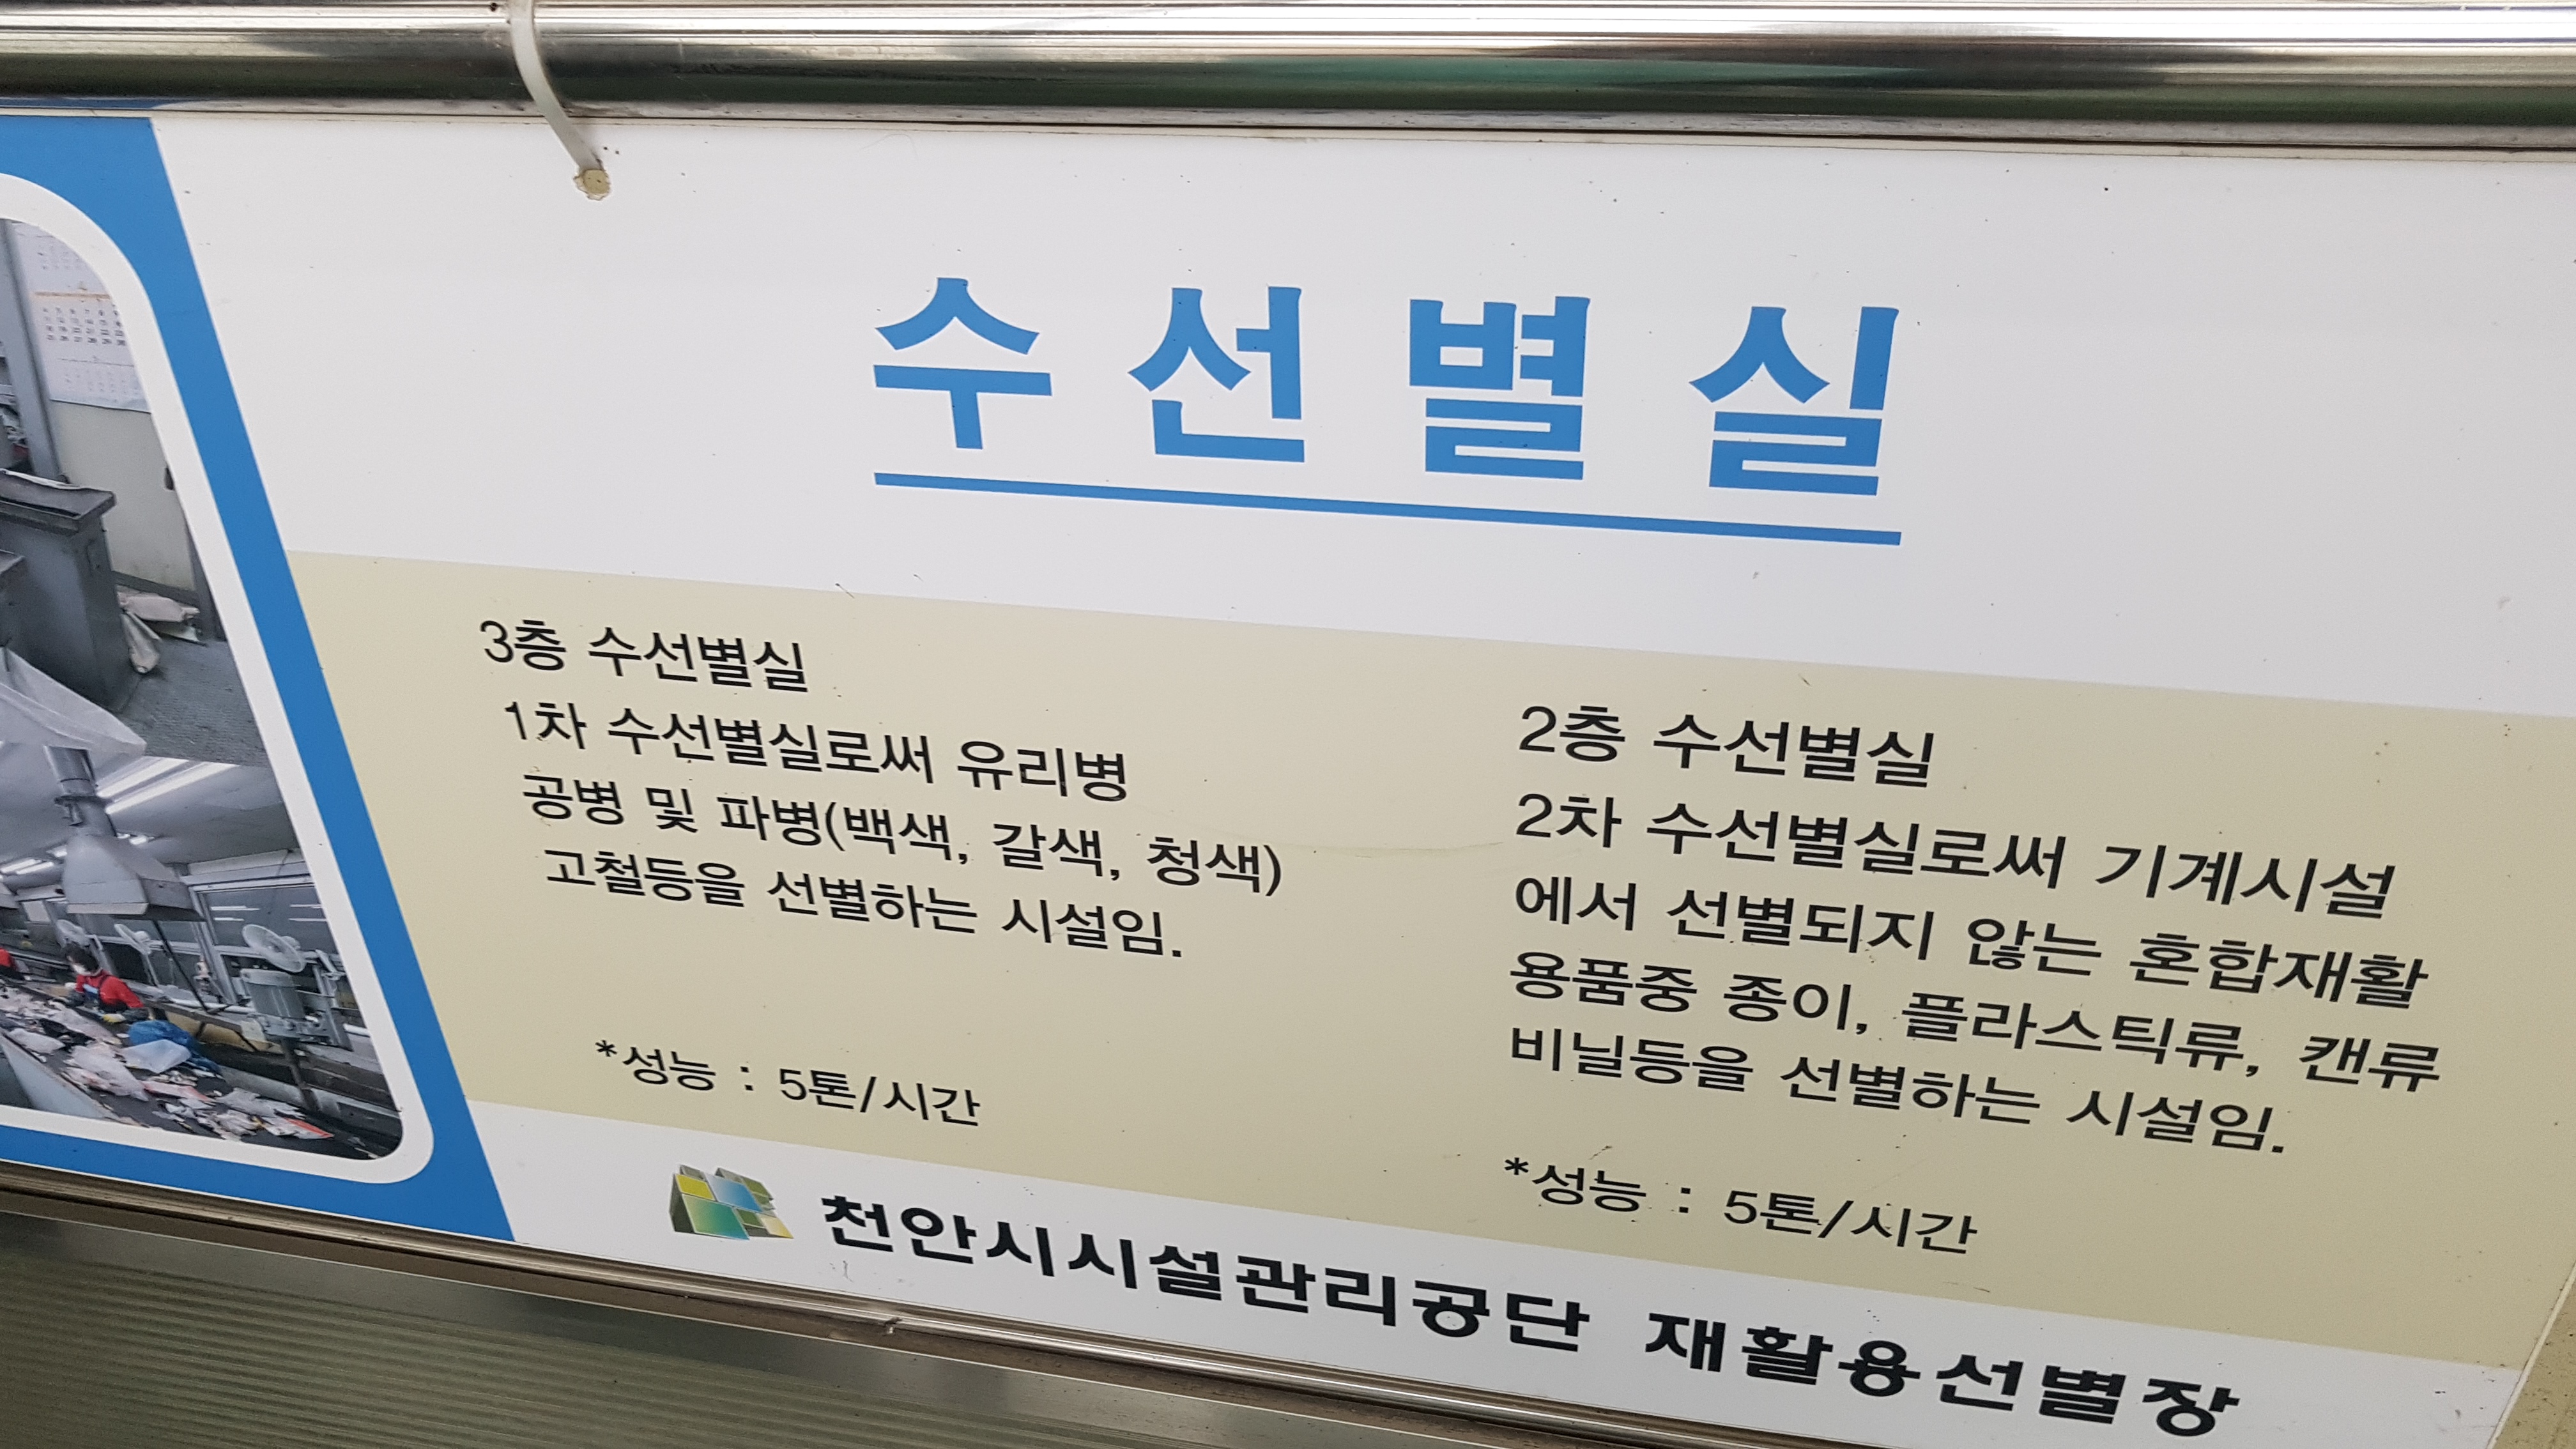 수선별실
3층 수선별실
1차 수선별실로써 유리병
공병 및 파병(백색, 갈색, 청색)
고철등을 선별하는 시설임.
*성능 : 5톤/시간
2층 수선별실
2차 수선별실로써 기계시설
에서 선별되지 않는 혼합재활
용품중 종이, 플라스틱류, 캔류
비닐등을 선별하는 시설임.
*성능 : 5톤/시간
천안시시설관리공단 재활용선별장